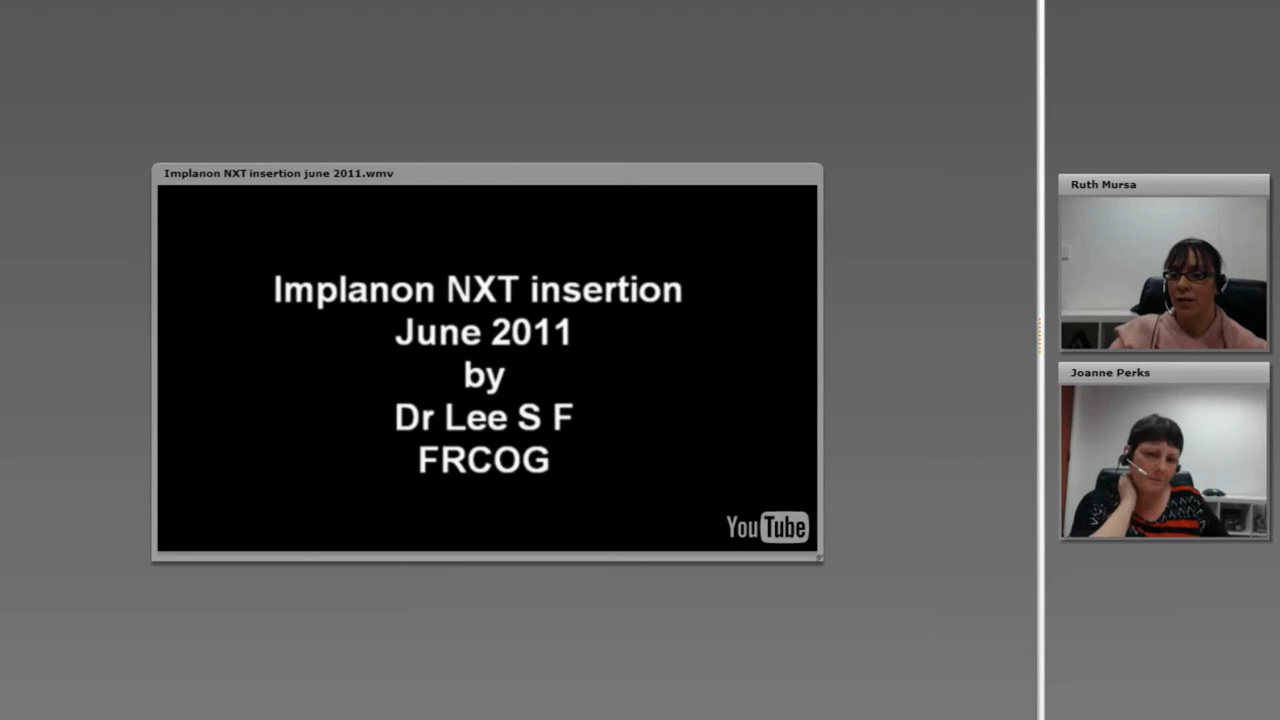 Implanon NXT insertion june 2011.wmv
Implanon NXT insertion
June 2011
by
Dr Lee S F
FRCOG
YouTube
Ruth Mursa
Joanne Perks